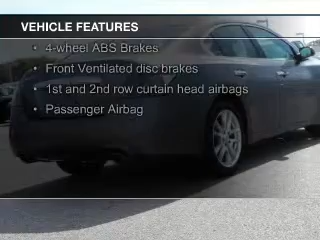 VEHICLE FEATURES
• 4-wheel ABS Brakes
• Front Ventilated disc brakes
• 1st and 2nd row curtain head airbags
• Passenger Airbag